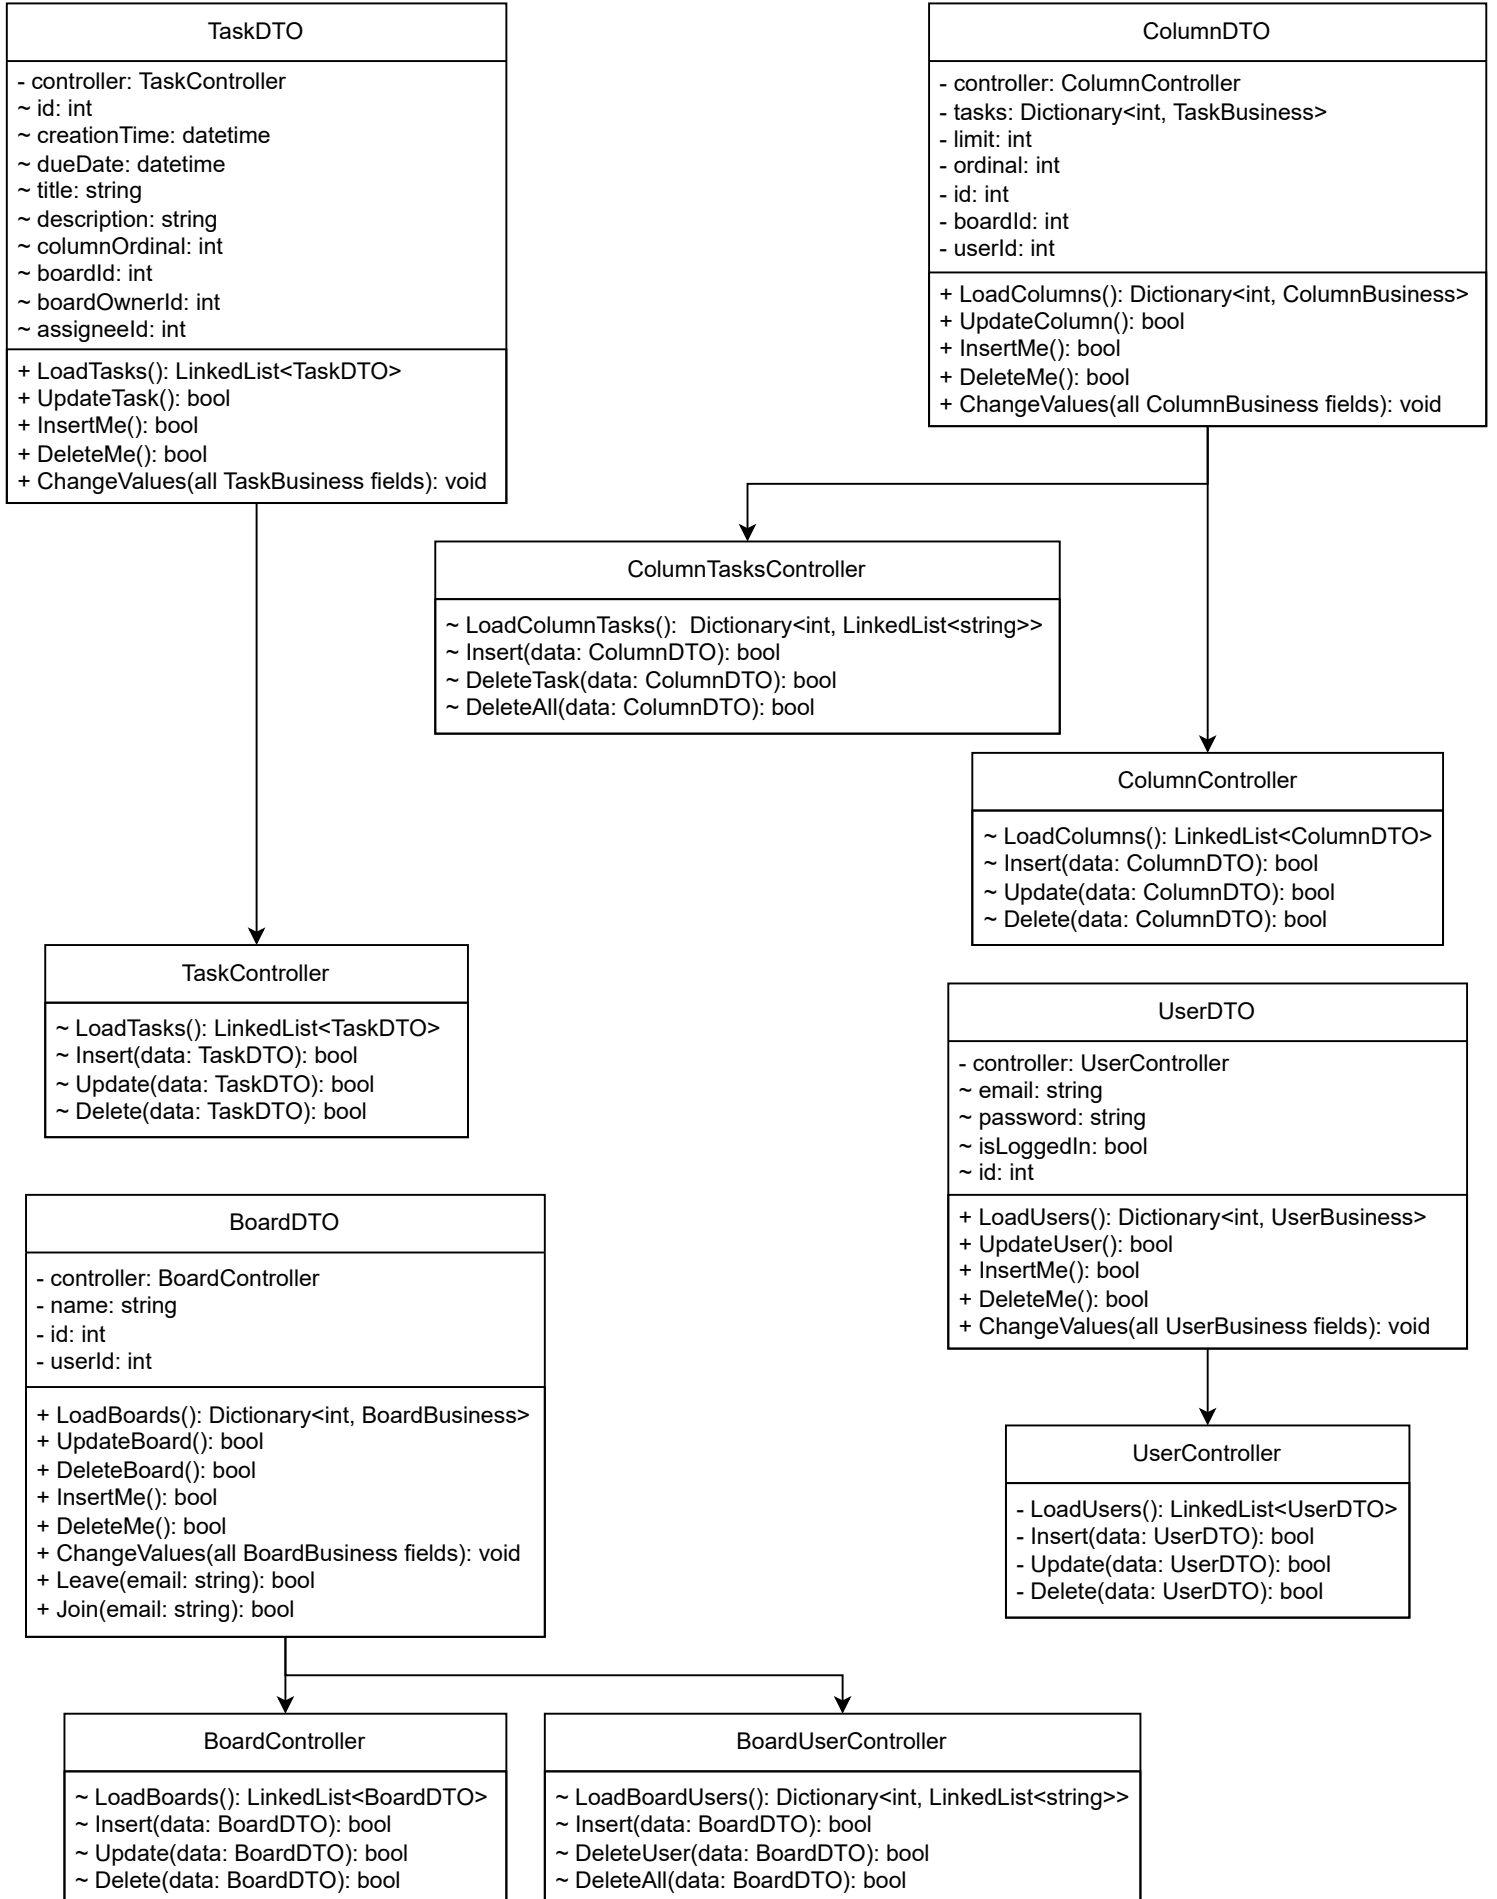 TaskDTO
- controller: TaskController
~ id: int
~ creationTime: datetime
~ dueDate: datetime
~ title: string
~ description: string
~ columnOrdinal: int
~ boardId: int
~ boardOwnerId: int
~ assigneeId: int
+ LoadTasks(): LinkedList<TaskDTO>
+ UpdateTask(): bool
+ InsertMe(): bool
+ DeleteMe(): bool
+ ChangeValues(all TaskBusiness fields): void
ColumnDTO
- controller: ColumnController
- tasks: Dictionary<int, TaskBusiness>
- limit: int
- ordinal: int
- id: int
- boardId: int
- userId: int
+ LoadColumns(): Dictionary<int, ColumnBusiness>
+ UpdateColumn(): bool
+ InsertMe(): bool
+ DeleteMe(): bool
+ ChangeValues(all ColumnBusiness fields): void
ColumnTasksController
~ LoadColumnTasks():  Dictionary<int, LinkedList<string>>
~ Insert(data: ColumnDTO): bool
~ DeleteTask(data: ColumnDTO): bool
~ DeleteAll(data: ColumnDTO): bool
ColumnController
~ LoadColumns(): LinkedList<ColumnDTO>
~ Insert(data: ColumnDTO): bool
~ Update(data: ColumnDTO): bool
~ Delete(data: ColumnDTO): bool
TaskController
~ LoadTasks(): LinkedList<TaskDTO>
~ Insert(data: TaskDTO): bool
~ Update(data: TaskDTO): bool
~ Delete(data: TaskDTO): bool
UserDTO
- controller: UserController
~ email: string
~ password: string
~ isLoggedIn: bool
~ id: int
+ LoadUsers(): Dictionary<int, UserBusiness>
+ UpdateUser(): bool
+ InsertMe(): bool
+ DeleteMe(): bool
+ ChangeValues(all UserBusiness fields): void
BoardDTO
- controller: BoardController
- name: string
- id: int
- userId: int
+ LoadBoards(): Dictionary<int, BoardBusiness>
+ UpdateBoard(): bool
+ DeleteBoard(): bool
+ InsertMe(): bool
+ DeleteMe(): bool
+ ChangeValues(all BoardBusiness fields): void
+ Leave(email: string): bool
+ Join(email: string): bool
UserController
- LoadUsers(): LinkedList<UserDTO>
- Insert(data: UserDTO): bool
- Update(data: UserDTO): bool
- Delete(data: UserDTO): bool
BoardController
~ LoadBoards(): LinkedList<BoardDTO>
~ Insert(data: BoardDTO): bool
~ Update(data: BoardDTO): bool
~ Delete(data: BoardDTO): bool
BoardUserController
~ LoadBoardUsers(): Dictionary<int, LinkedList<string>>
~ Insert(data: BoardDTO): bool
~ DeleteUser(data: BoardDTO): bool
~ DeleteAll(data: BoardDTO): bool